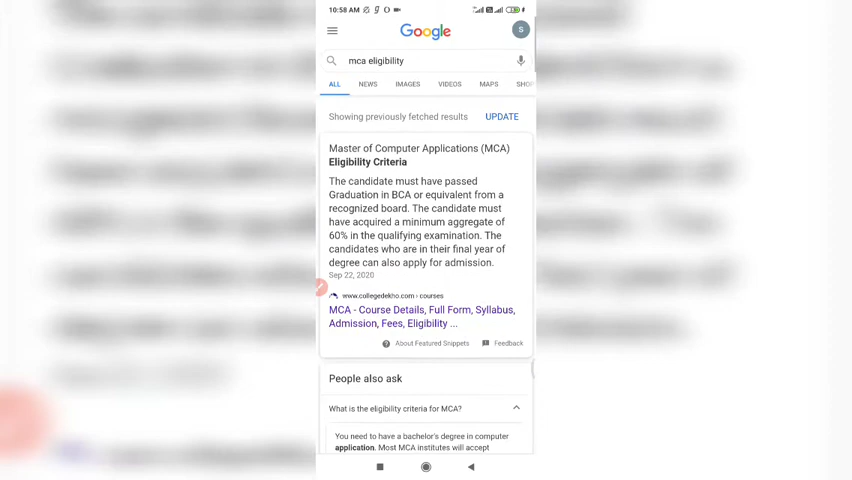 10:58 AM
Google
S
mca eligibility
ALL NEWS IMAGES VIDEOS MAPS SHO
Showing previously fetched results UPDATE
Master of Computer Applications (MCA)
Eligibility Criteria
The candidate must have passed
Graduation in BCA or equivalent from a
recognized board. The candidate must
have acquired a minimum aggregate of
60% in the qualifying examination. The
candidates who are in their final year of
degree can also apply for admission.
Sep 22, 2020
www.collegedekho.com › courses
MCA - Course Details, Full Form, Syllabus,
Admission, Fees, Eligibility ...
About Featured Snippets Feedback
People also ask
What is the eligibility criteria for MCA?
You need to have a bachelor's degree in computer
application. Most MCA institutes will accept